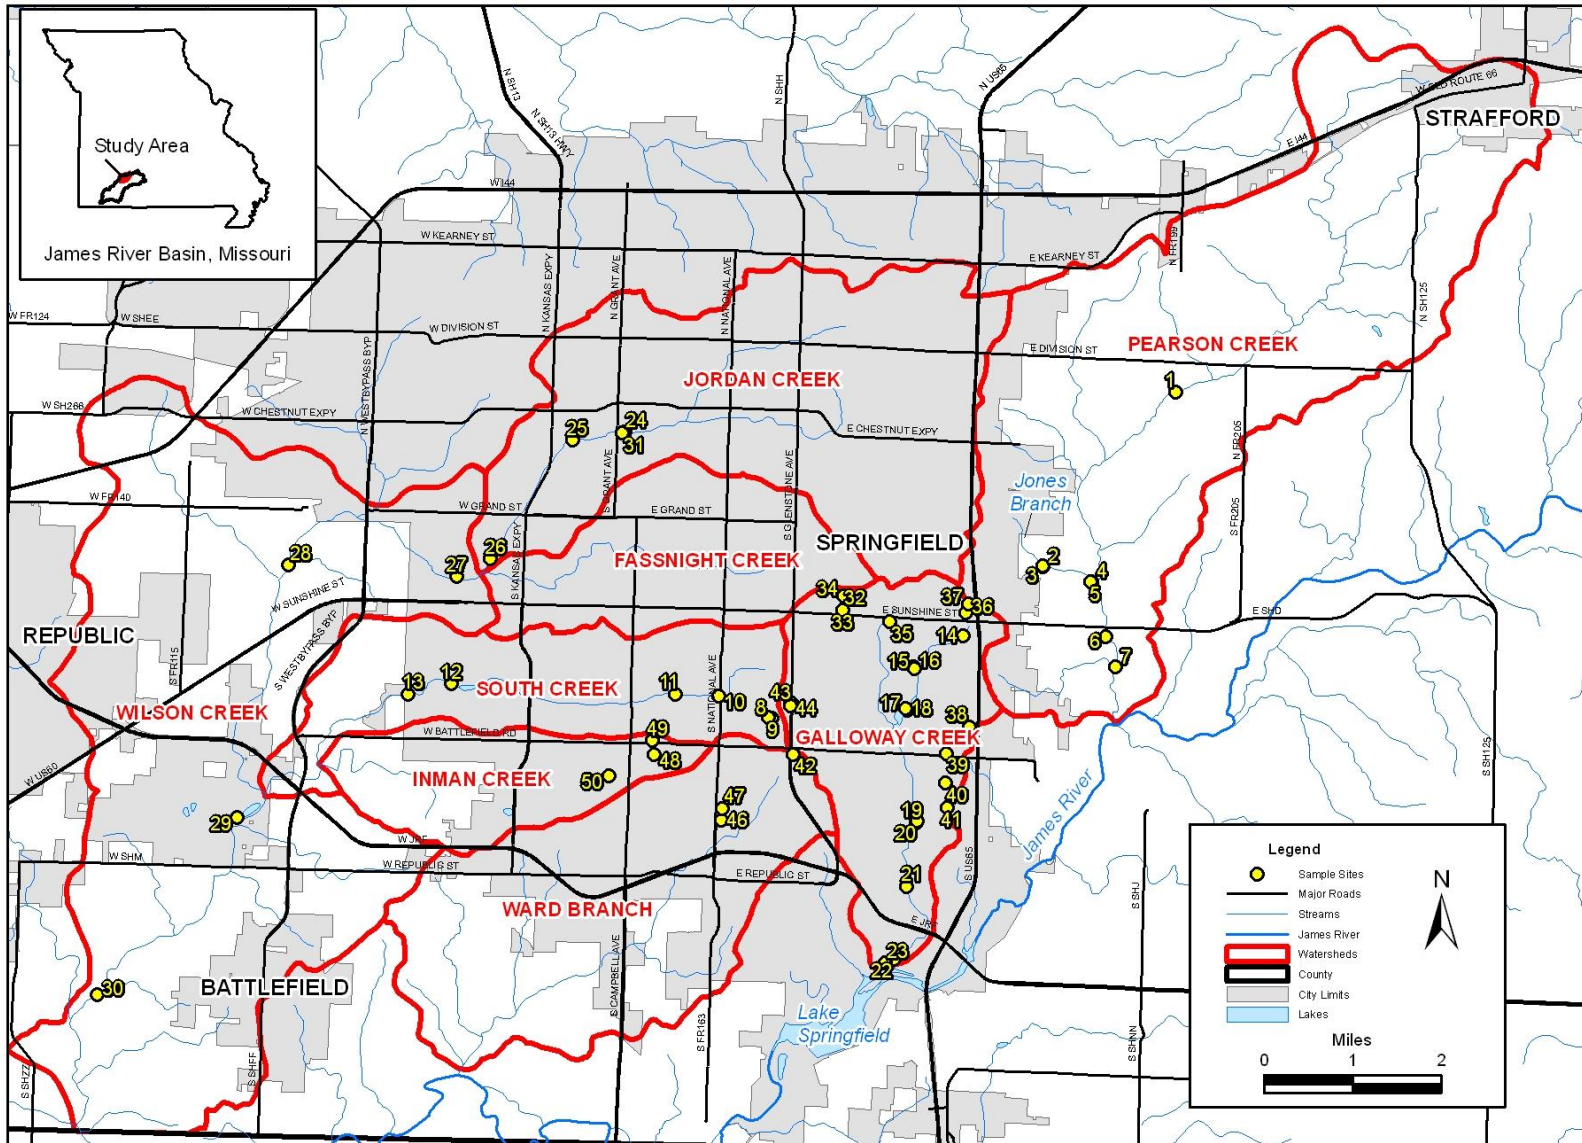 Study Area
James River Basin, Missouri
N SH13
N SH13 HWY
N SHH
N US65
W OLD ROUTE 66
STRAFFORD
E I44
W I44
W KEARNEY ST
E KEARNEY ST
N FR199
N KANSAS EXPY
N GRANT AVE
N NATIONAL AVE
N SH125
W FR124
W SHEE
W DIVISION ST
E DIVISION ST
N WESTBYPASS BYP
PEARSON CREEK
JORDAN CREEK
1
W SH266
W CHESTNUT EXPY
E CHESTNUT EXPY
25
24
31
N FR205
S GRANT AVE
S GLENSTONE AVE
Jones
Branch
W FR140
W GRAND ST
E GRAND ST
S FR205
SPRINGFIELD
FASSNIGHT CREEK
S KANSAS EXPY
28
27
26
2
3
4
5
34
32
33
37
36
W SUNSHINE ST
E SUNSHINE ST
E SHD
REPUBLIC
35
14
6
7
S FR115
S WESTBYPASS BYP
15
16
13
12
SOUTH CREEK
11
S NATIONAL AVE
10
8
9
43
44
17
18
38
WILSON CREEK
W BATTLEFIELD RD
49
48
GALLOWAY CREEK
42
39
W US60
INMAN CREEK
50
40
41
S SH125
29
47
46
19
20
James River
W JRF
W SHM
W REPUBLIC ST
E REPUBLIC ST
21
S US65
WARD BRANCH
E JRF
S SHJ
S CAMPBELL AVE
23
22
30
BATTLEFIELD
Lake
Springfield
S FR163
S SHNN
S SHZZ
S SHFF
Legend
Sample Sites
Major Roads
Streams
James River
Watersheds
County
City Limits
Lakes
Miles
0 1 2
N